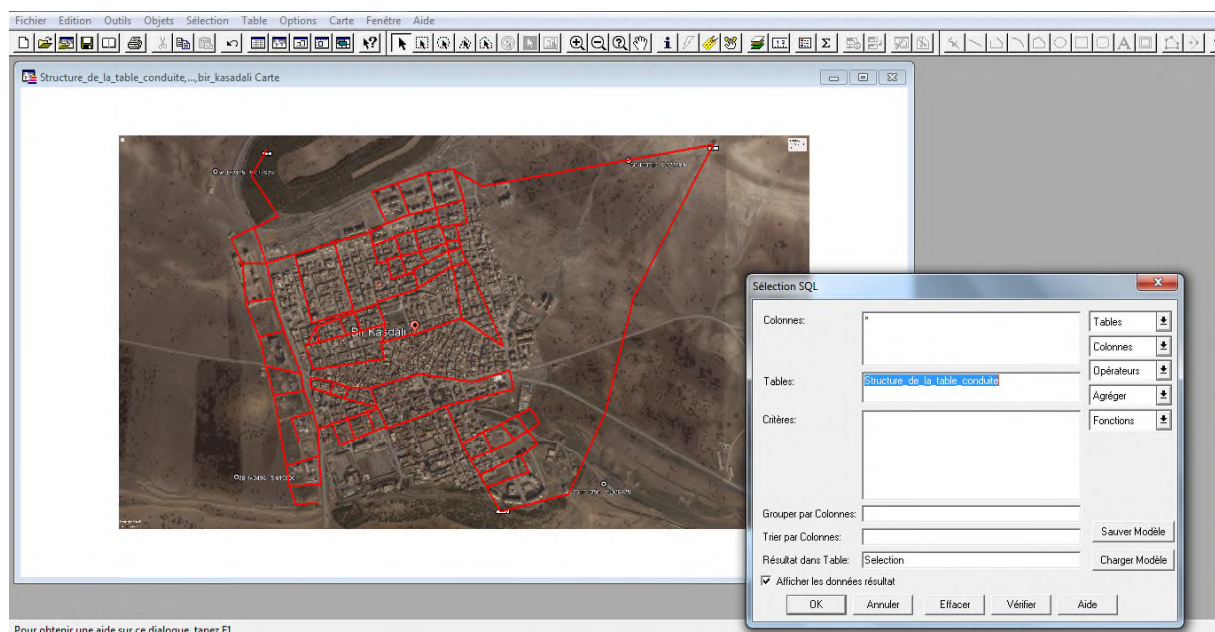 Fichier Edition Outils Objets Sélection Table Options Carte Fenêtre Aide
Structure_de_la_table_conduite,...,bir_kasadali Carte
Bir Kasdali
Sélection SQL
Colonnes:
*
Tables
Colonnes
Opérateurs
Tables:
Structure_de_la_table_conduite
Agréger
Critères:
Fonctions
Grouper par Colonnes:
Trier par Colonnes:
Sauver Modèle
Résultat dans Table:
Selection
Charger Modèle
Afficher les données résultat
OK Annuler Effacer Vérifier Aide
Pour obtenir une aide sur ce dialogue, tapez F1